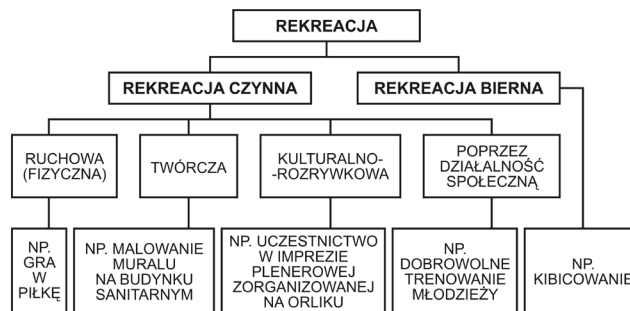 REKREACJA
REKREACJA CZYNNA
REKREACJA BIERNA
RUCHOWA
(FIZYCZNA)
TWÓRCZA
KULTURALNO-
-ROZRYWKOWA
POPRZEZ
DZIAŁALNOŚĆ
SPOŁECZNĄ
NP.
GRA
W
PIŁKĘ
NP. MALOWANIE
MURALU
NA BUDYNKU
SANITARNYM
NP. UCZESTNICTWO
W IMPREZIE
PLENEROWEJ
ZORGANIZOWANEJ
NA ORLIKU
NP.
DOBROWOLNE
TRENOWANIE
MŁODZIEŻY
NP.
KIBICOWANIE